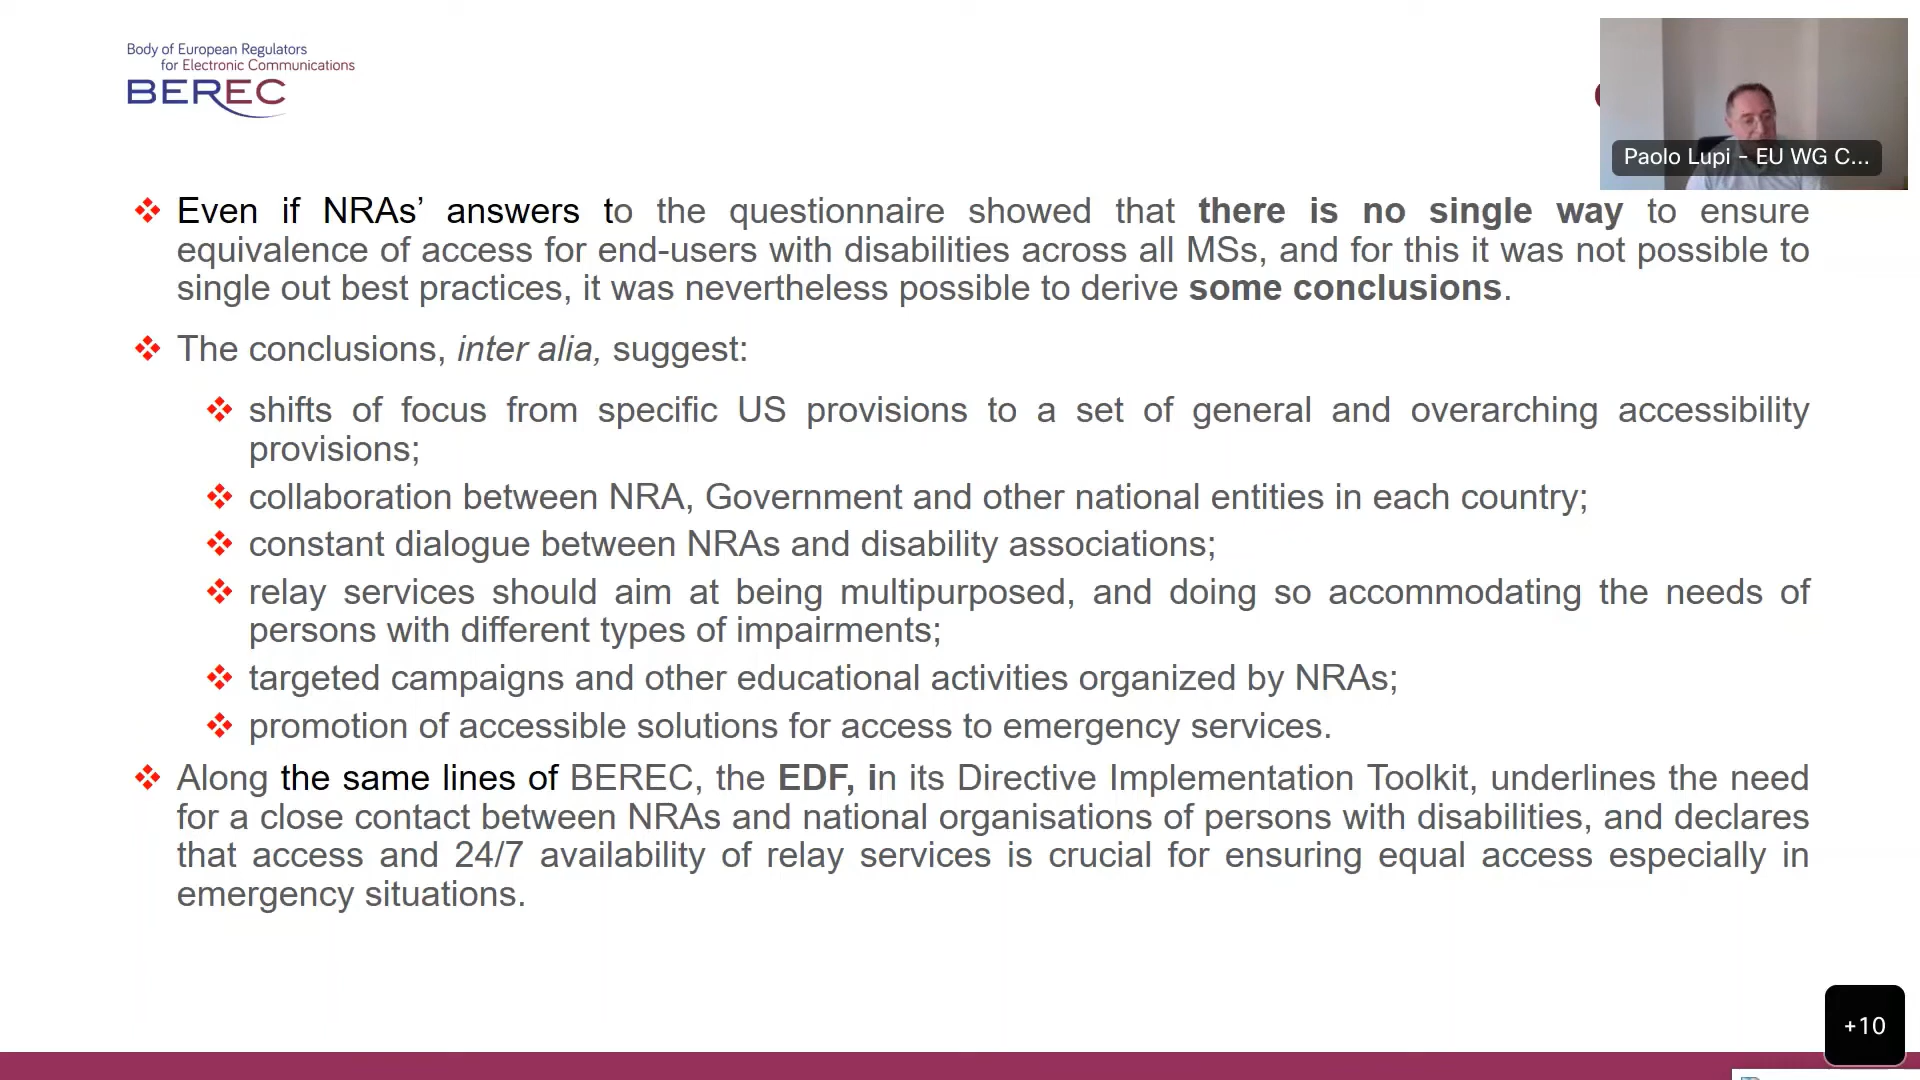 Body of European Regulators
for Electronic Communications
BEREC
Paolo Lupi - EU WG C...
Even if NRAs’ answers to the questionnaire showed that there is no single way to ensure
equivalence of access for end-users with disabilities across all MSs, and for this it was not possible to
single out best practices, it was nevertheless possible to derive some conclusions.
The conclusions, inter alia, suggest:
shifts of focus from specific US provisions to a set of general and overarching accessibility
provisions;
collaboration between NRA, Government and other national entities in each country;
constant dialogue between NRAs and disability associations;
relay services should aim at being multipurposed, and doing so accommodating the needs of
persons with different types of impairments;
targeted campaigns and other educational activities organized by NRAs;
promotion of accessible solutions for access to emergency services.
Along the same lines of BEREC, the EDF, in its Directive Implementation Toolkit, underlines the need
for a close contact between NRAs and national organisations of persons with disabilities, and declares
that access and 24/7 availability of relay services is crucial for ensuring equal access especially in
emergency situations.
+10